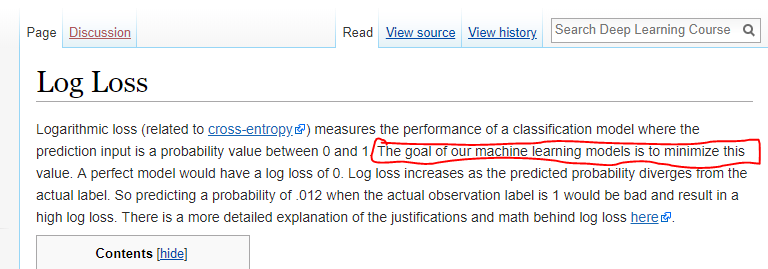 Page Discussion Read View source View history Search Deep Learning Course
Log Loss
Logarithmic loss (related to cross-entropy) measures the performance of a classification model where the
prediction input is a probability value between 0 and 1. The goal of our machine learning models is to minimize this
value. A perfect model would have a log loss of 0. Log loss increases as the predicted probability diverges from the
actual label. So predicting a probability of .012 when the actual observation label is 1 would be bad and result in a
high log loss. There is a more detailed explanation of the justifications and math behind log loss here.
Contents [hide]